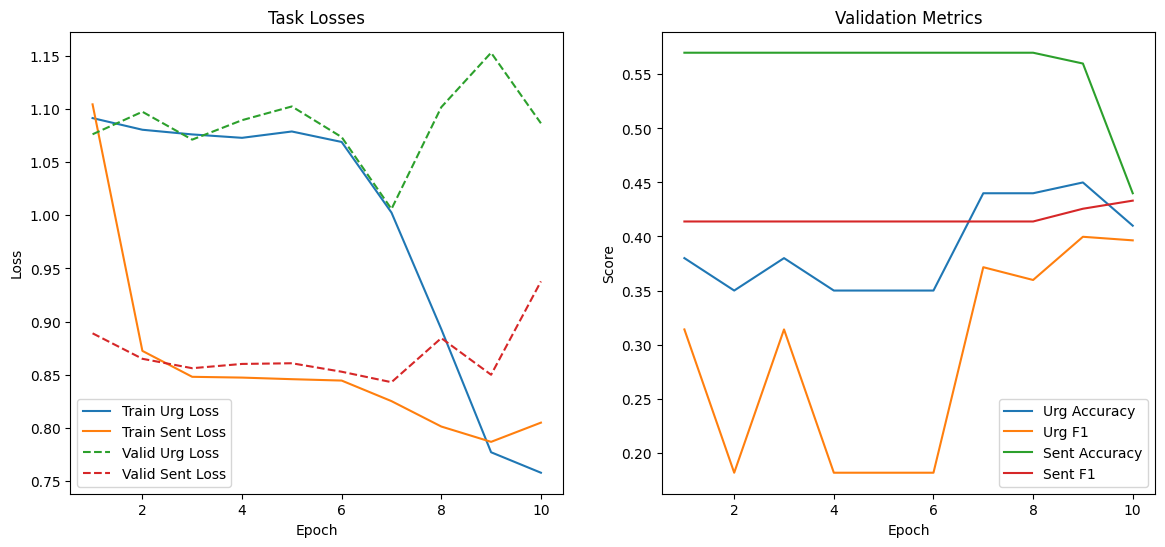 Task Losses
Loss
1.15
1.10
1.05
1.00
0.95
0.90
0.85
0.80
0.75
Train Urg Loss
Train Sent Loss
Valid Urg Loss
Valid Sent Loss
2 4 6 8 10
Epoch
Validation Metrics
Score
0.55
0.50
0.45
0.40
0.35
0.30
0.25
0.20
Urg Accuracy
Urg F1
Sent Accuracy
Sent F1
2 4 6 8 10
Epoch